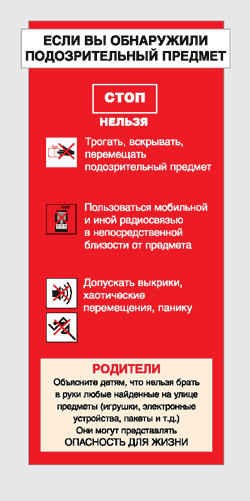 ЕСЛИ ВЫ ОБНАРУЖИЛИ
ПОДОЗРИТЕЛЬНЫЙ ПРЕДМЕТ
СТОП
НЕЛЬЗЯ
Трогать, вскрывать,
перемещать
подозрительный предмет
Пользоваться мобильной
и иной радиосвязью
в непосредственной
близости от предмета
Допускать выкрики,
хаотические
перемещения, панику
РОДИТЕЛИ
Объясните детям, что нельзя брать
в руки любые найденные на улице
предметы (игрушки, электронные
устройства, пакеты и т.д.)
Они могут представлять
ОПАСНОСТЬ ДЛЯ ЖИЗНИ